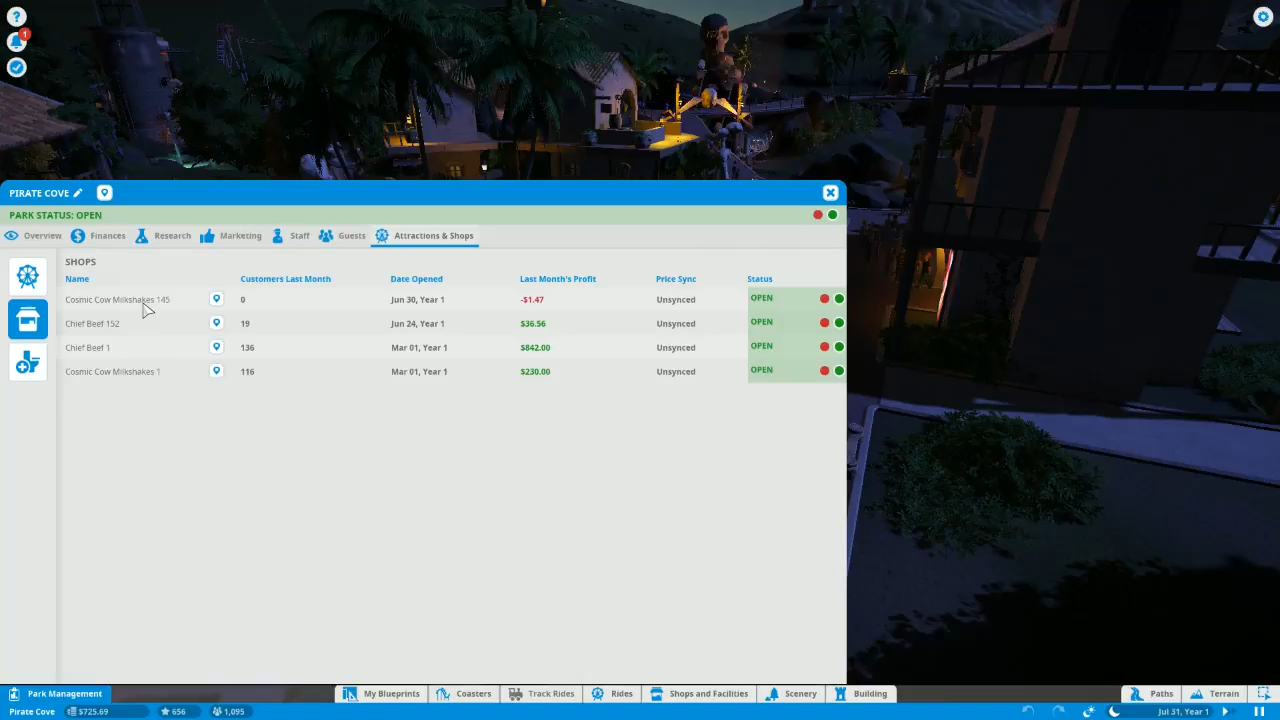 1
PIRATE COVE
PARK STATUS: OPEN
Overview Finances Research Marketing Staff Guests Attractions & Shops
SHOPS
Name Customers Last Month Date Opened Last Month's Profit Price Sync Status
Cosmic Cow Milkshakes 145 0 Jun 30, Year 1 -$1.47 Unsynced OPEN
Chief Beef 152 19 Jun 24, Year 1 $36.56 Unsynced OPEN
Chief Beef 1 136 Mar 01, Year 1 $842.00 Unsynced OPEN
Cosmic Cow Milkshakes 1 116 Mar 01, Year 1 $230.00 Unsynced OPEN
Park Management My Blueprints Coasters Track Rides Rides Shops and Facilities Scenery Building Paths Terrain
Pirate Cove $725.69 656 1,095 Jul 31, Year 1